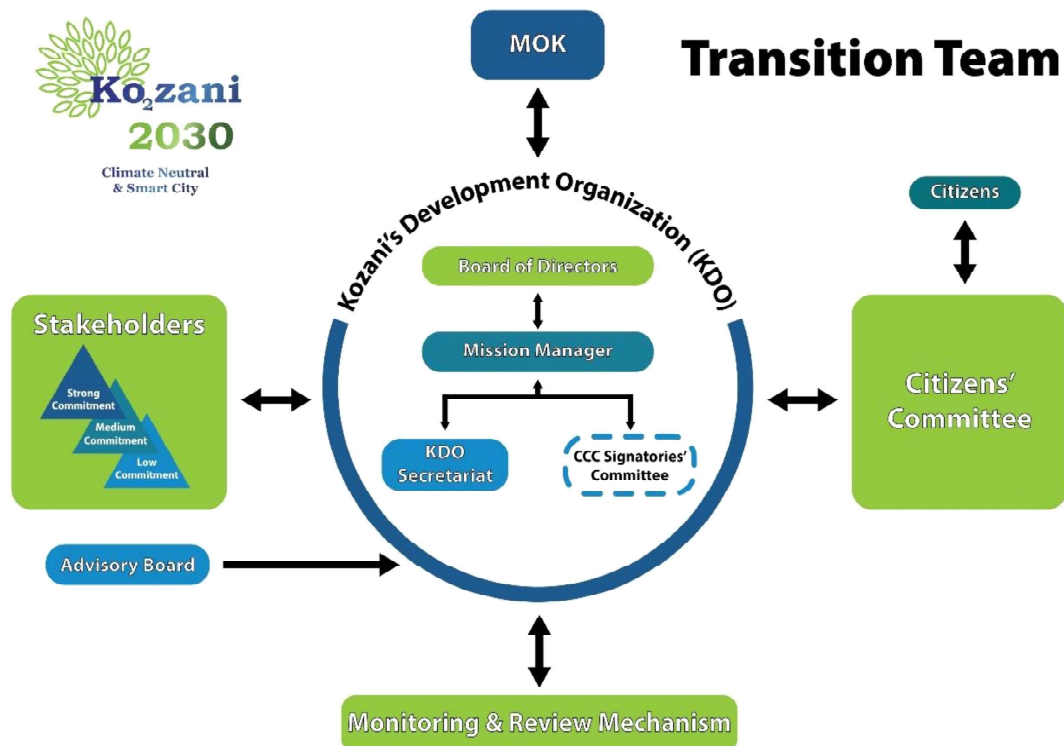 MOK
Transition Team
Ko2zani
2030
Climate Neutral
& Smart City
Kozani's Development Organization (KDO)
Citizens
Board of Directors
Stakeholders
Mission Manager
Strong
Commitment
Medium
Commitment
Low
Commitment
Citizens'
Committee
KDO
Secretariat
CCC Signatories'
Committee
Advisory Board
Monitoring & Review Mechanism